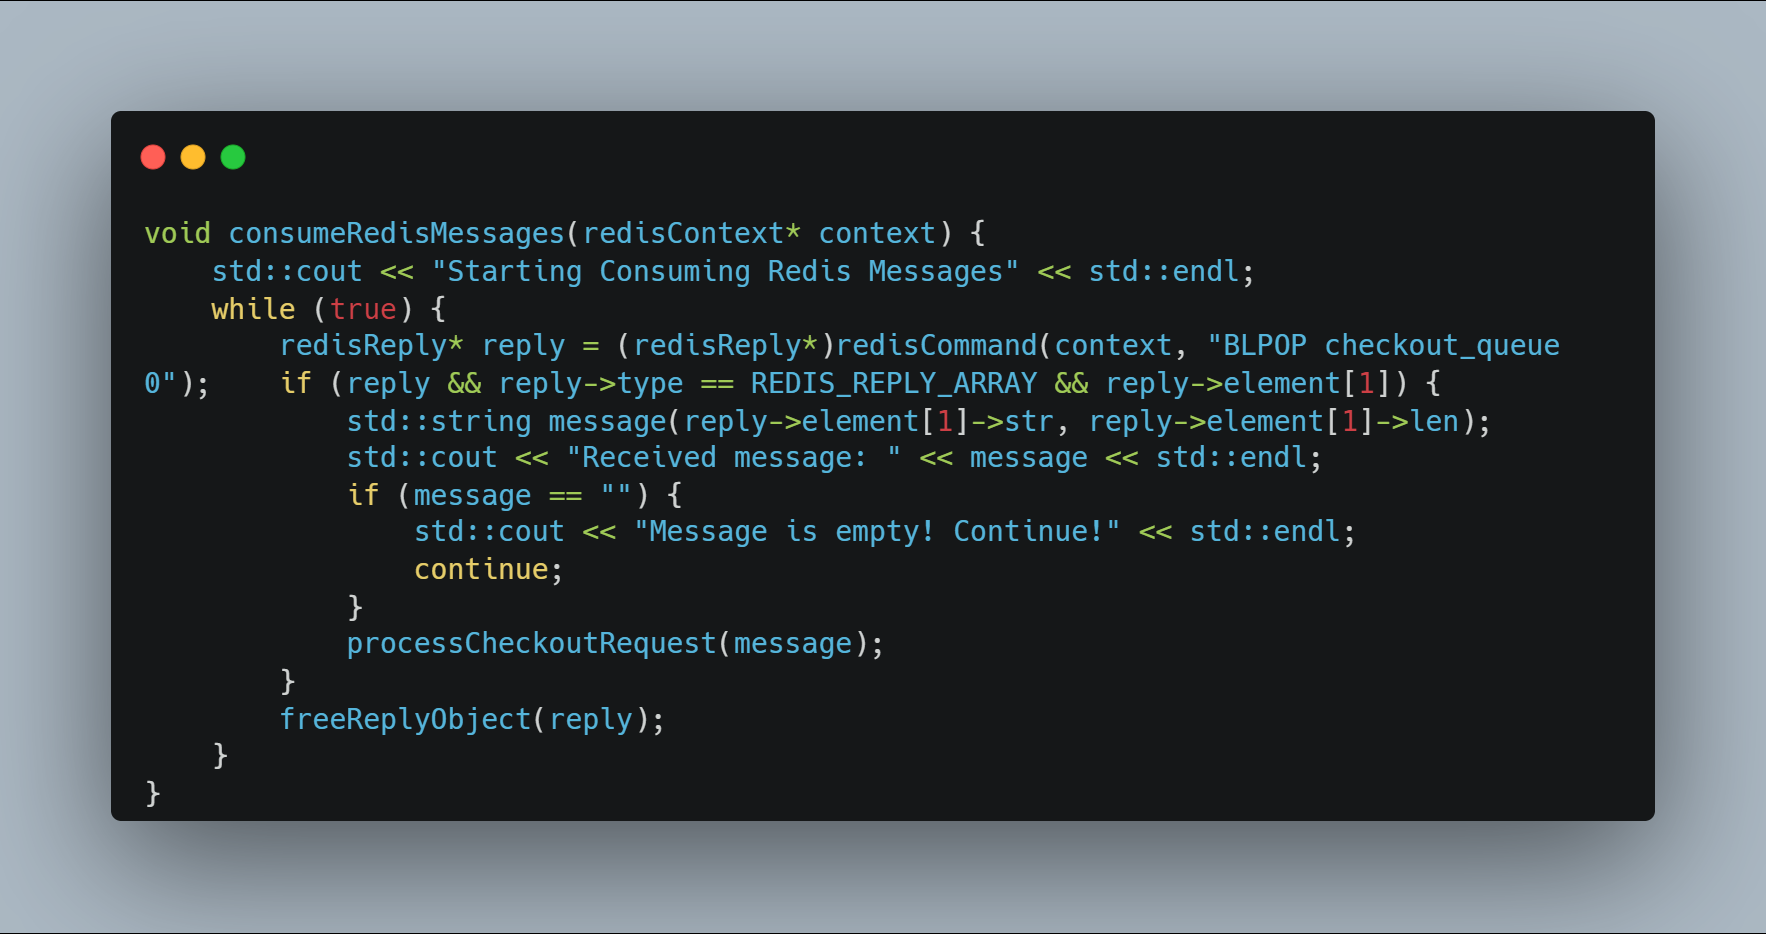 void consumeRedisMessages(redisContext* context) {
    std::cout << "Starting Consuming Redis Messages" << std::endl;
    while (true) {
        redisReply* reply = (redisReply*)redisCommand(context, "BLPOP checkout_queue
0");    if (reply && reply->type == REDIS_REPLY_ARRAY && reply->element[1]) {
            std::string message(reply->element[1]->str, reply->element[1]->len);
            std::cout << "Received message: " << message << std::endl;
            if (message == "") {
                std::cout << "Message is empty! Continue!" << std::endl;
                continue;
            }
            processCheckoutRequest(message);
        }
        freeReplyObject(reply);
    }
}